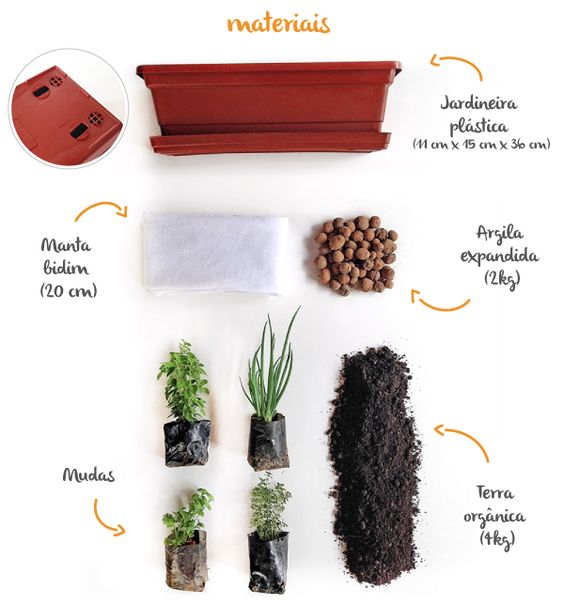 materiais
Jardineira
plástica
(11 cm x 15 cm x 36 cm)
Manta
bidim
(20 cm)
Argila
expandida
(2kg)
Mudas
Terra
orgânica
(4kg)